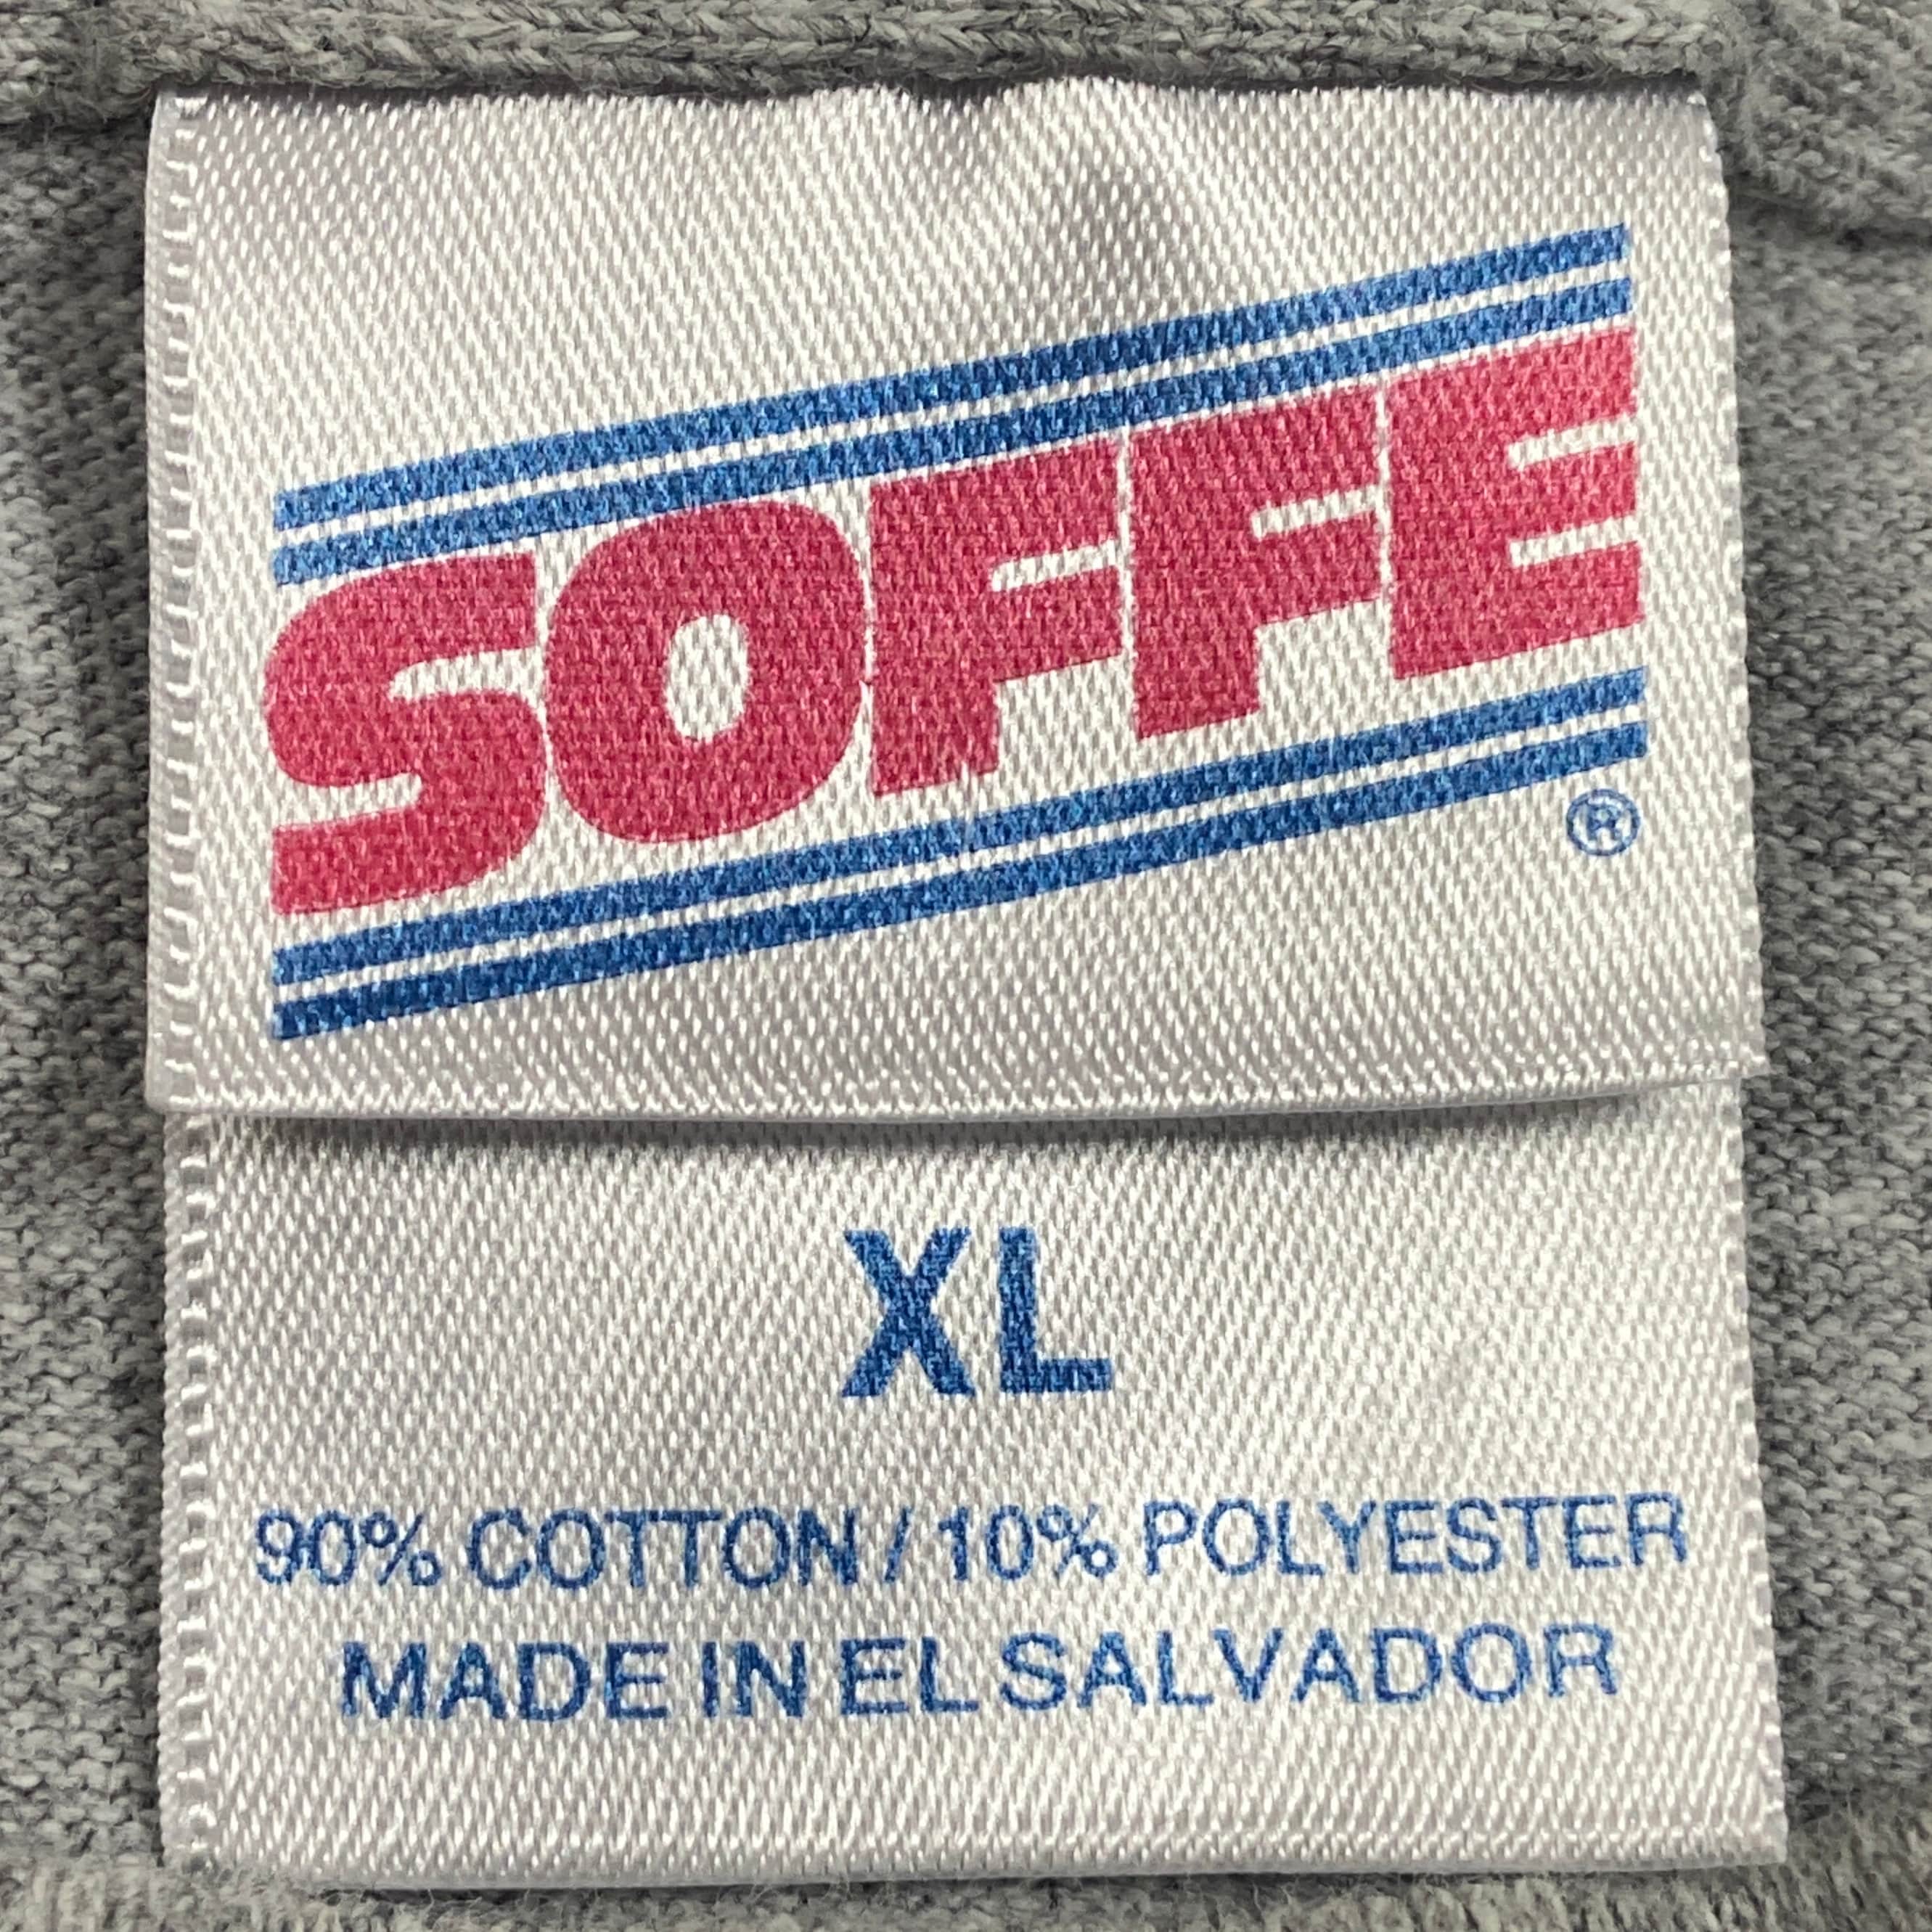 SOFFE
®
XL
90% COTTON / 10% POLYESTER
MADE IN EL SALVADOR